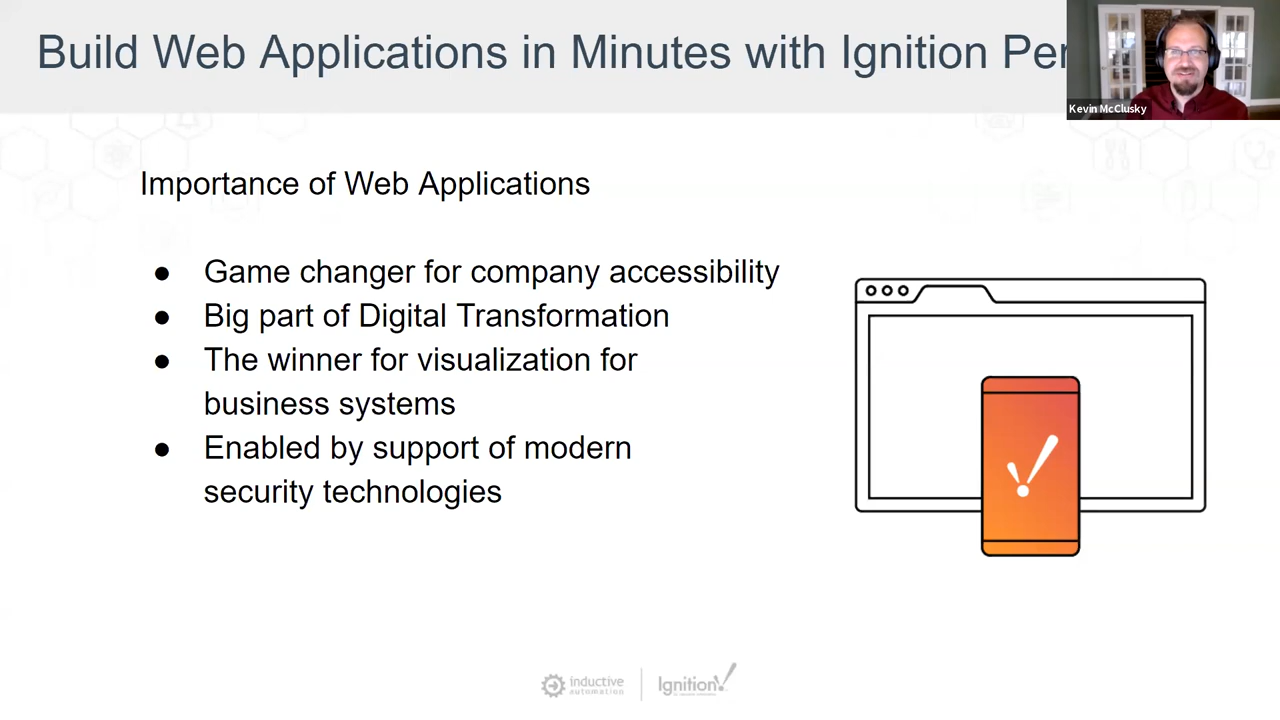 Build Web Applications in Minutes with Ignition Per
Kevin McClusky
Importance of Web Applications
● Game changer for company accessibility
● Big part of Digital Transformation
● The winner for visualization for
business systems
● Enabled by support of modern
security technologies
inductive
automation
Ignition!